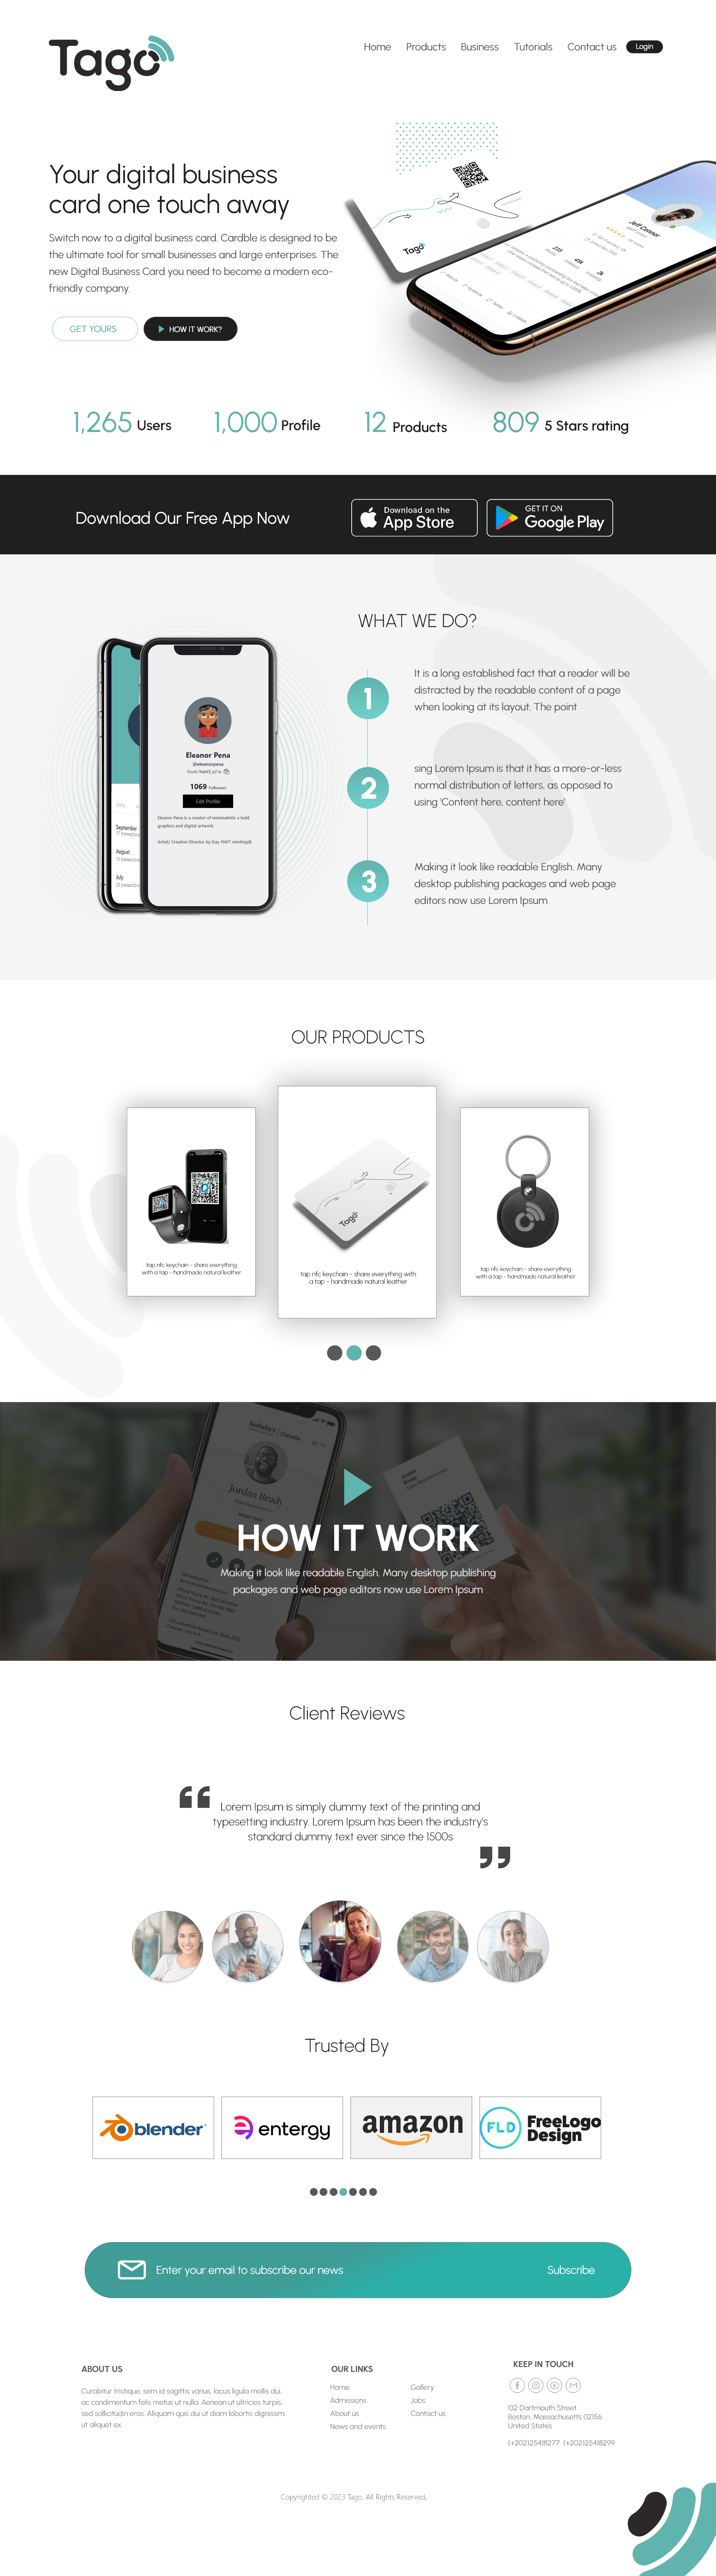 Tago
Home Products Business Tutorials Contact us Login
Your digital business
card one touch away
Switch now to a digital business card. Cardble is designed to be
the ultimate tool for small businesses and large enterprises. The
new Digital Business Card you need to become a modern eco-
friendly company.
GET YOURS HOW IT WORK?
Tago
Jeff Connor
1,265 Users 1,000 Profile 12 Products 809 5 Stars rating
Download Our Free App Now
Download on the
App Store
GET IT ON
Google Play
WHAT WE DO?
Eleanor Pena
@eleanorpena
1069 Followers
Edit Profile
Eleanor Pena is a creator of minimalistic x bold
graphics and digital artwork.
Artist/ Creative Director by Day #NFT minting@
September
August
July
1
It is a long established fact that a reader will be
distracted by the readable content of a page
when looking at its layout. The point
2
sing Lorem Ipsum is that it has a more-or-less
normal distribution of letters, as opposed to
using 'Content here, content here'
3
Making it look like readable English. Many
desktop publishing packages and web page
editors now use Lorem Ipsum
OUR PRODUCTS
tap nfc keychain - share everything
with a tap - handmade natural leather
Tago
tap nfc keychain - share everything with
a tap - handmade natural leather
tap nfc keychain - share everything
with a tap - handmade natural leather
Sotheby's Canada
Jordan Brady
HOW IT WORK
Making it look like readable English. Many desktop publishing
packages and web page editors now use Lorem Ipsum
Client Reviews
“ Lorem Ipsum is simply dummy text of the printing and
typesetting industry. Lorem Ipsum has been the industry's
standard dummy text ever since the 1500s ”
Trusted By
blender
entergy
amazon
FLD FreeLogo
Design
Enter your email to subscribe our news Subscribe
ABOUT US
Curabitur tristique, sem id sagittis varius, lacus ligula mollis dui,
ac condimentum felis metus ut nulla. Aenean ut ultricies turpis,
sed sollicitudin eros. Aliquam quis dui ut diam lobortis dignissim
ut aliquet ex.
OUR LINKS
Home Gallery
Admissions Jobs
About us Contact us
News and events
KEEP IN TOUCH
132 Dartmouth Street
Boston, Massachusetts 02156
United States
(+202)25418277 (+202)25418299
Copyrighted © 2023 Tago. All Rights Reserved,